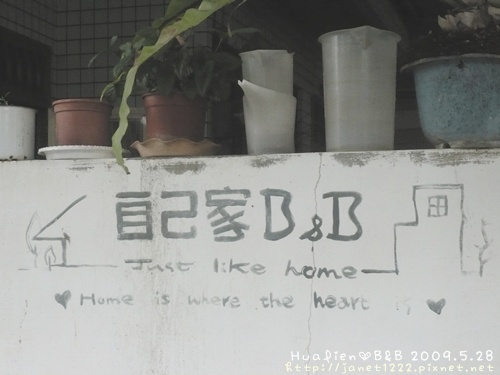 自己家B&B
Just like home
Home is where the heart is
Hualien♥B&B 2009.5.28
http://janet1222.pixnet.net